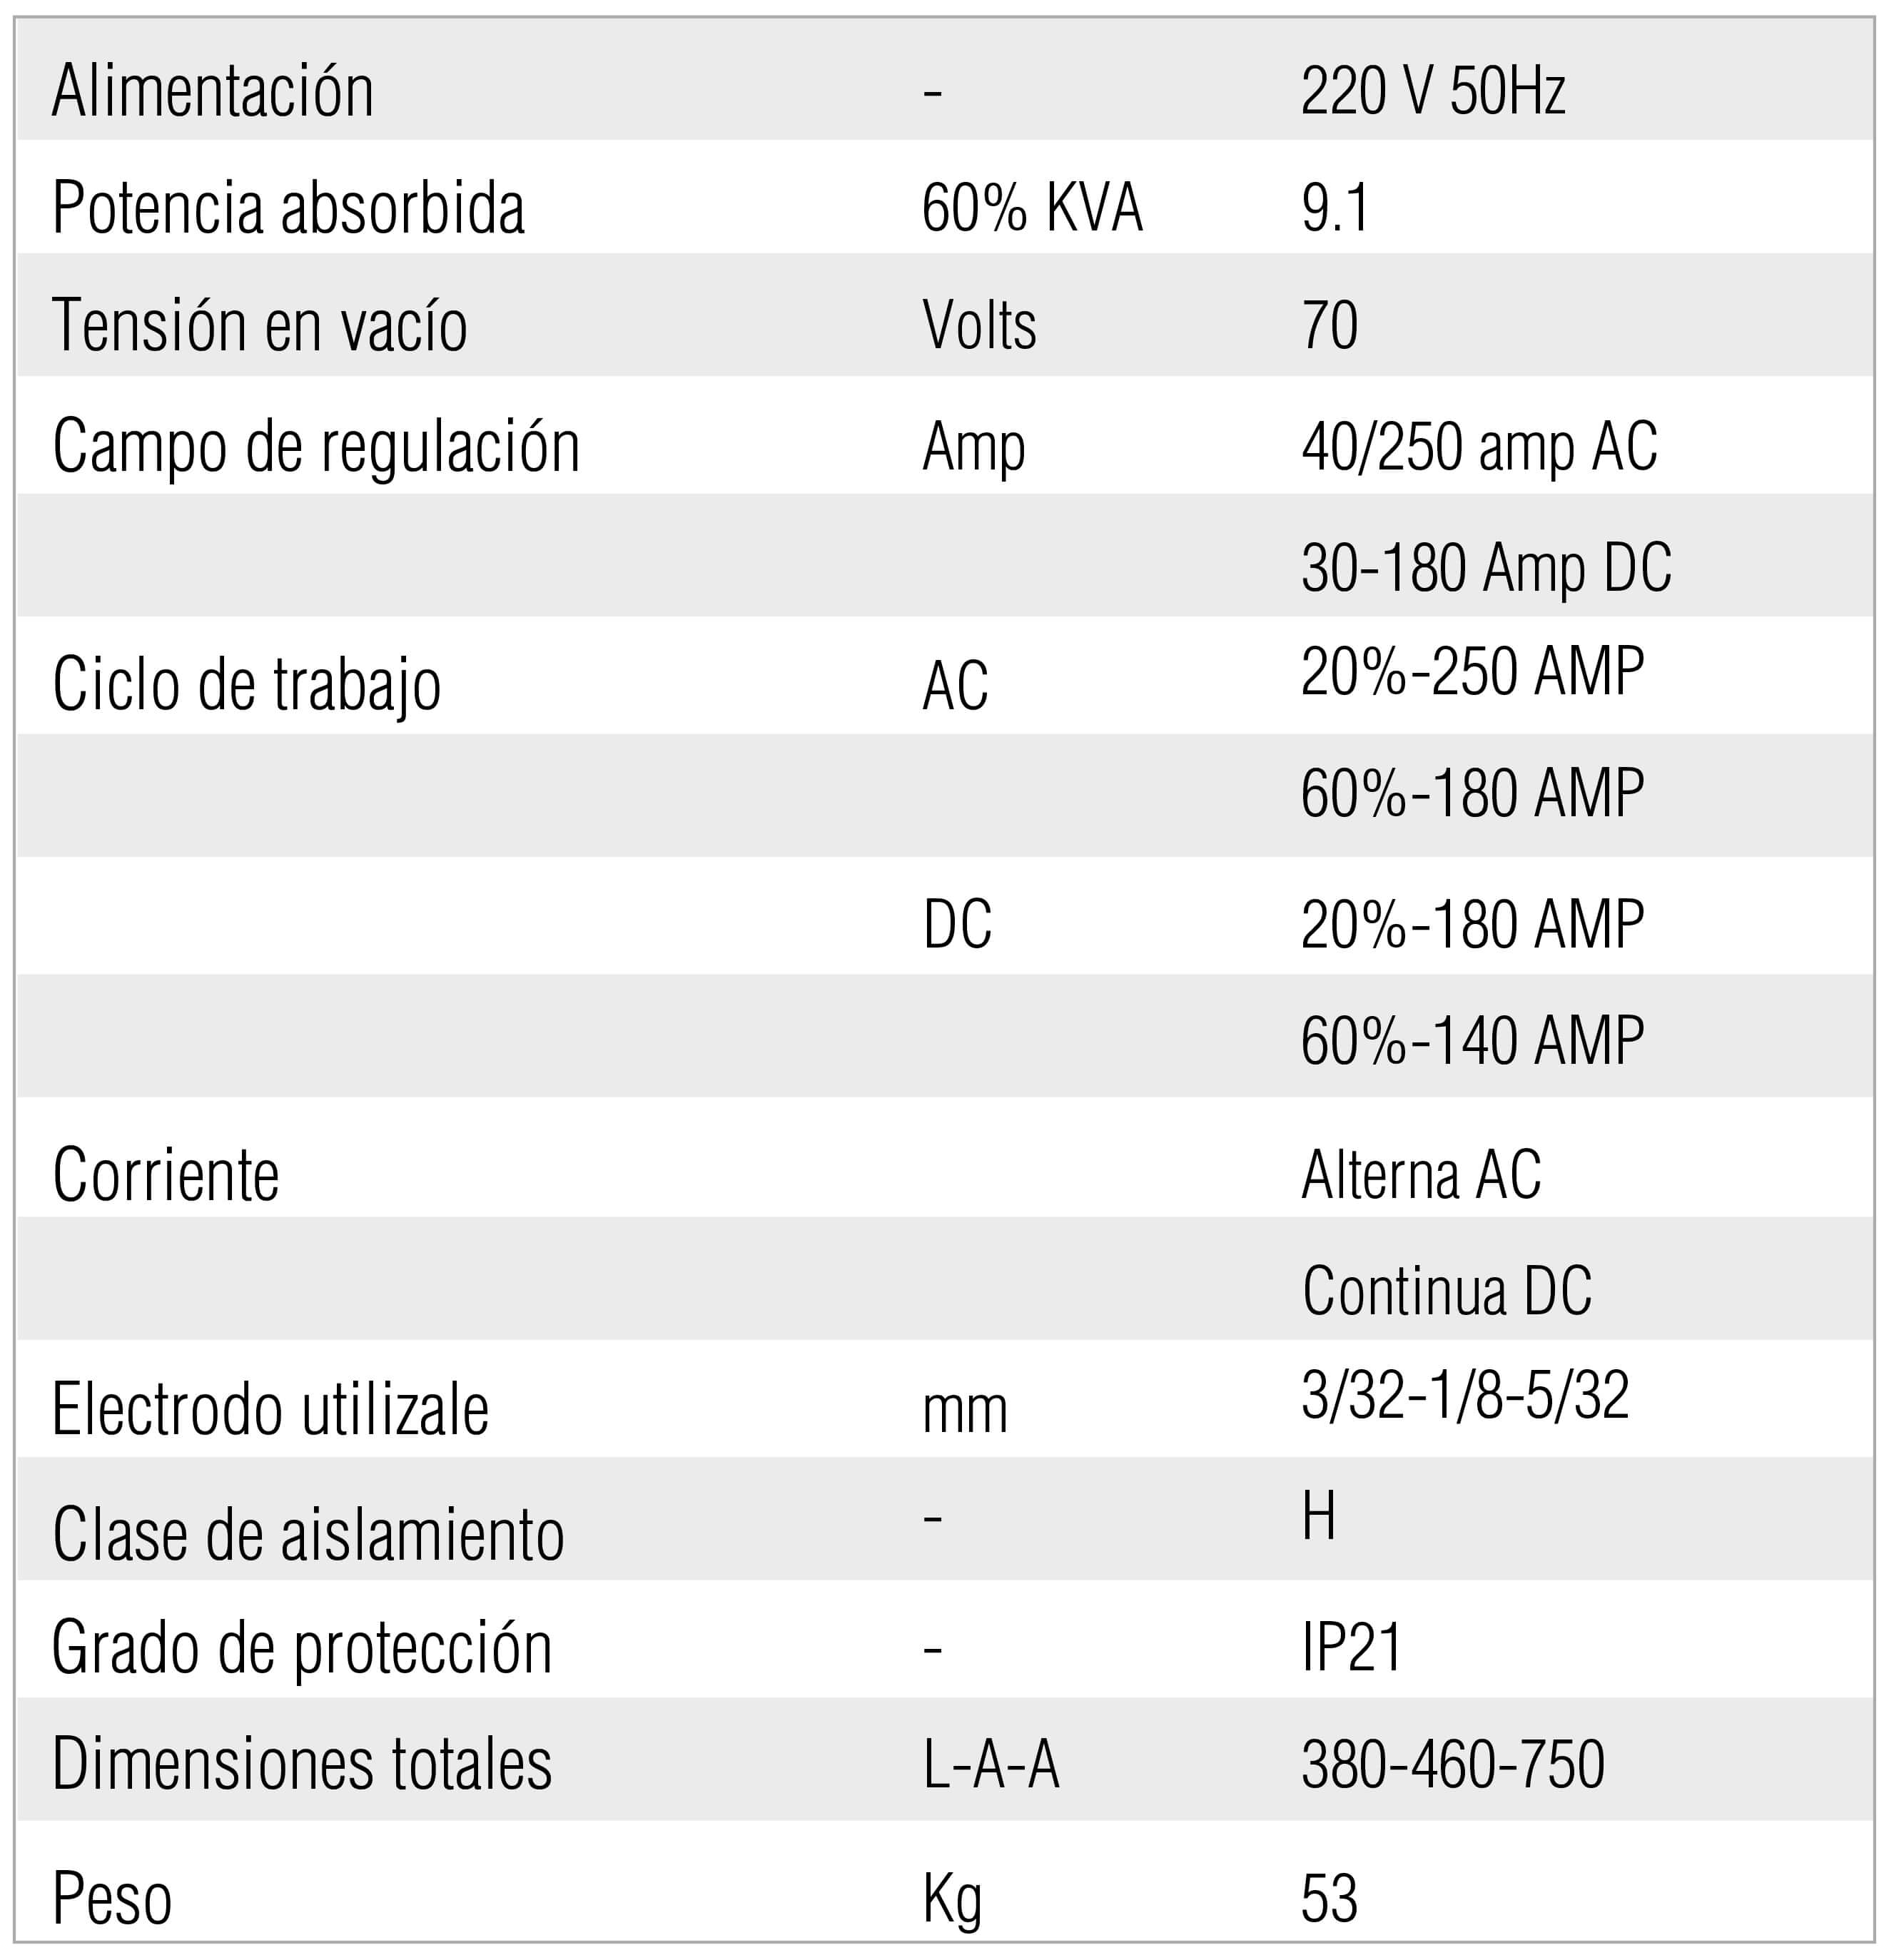 Alimentación - 220 V 50Hz
Potencia absorbida 60% KVA 9.1
Tensión en vacío Volts 70
Campo de regulación Amp 40/250 amp AC
30-180 Amp DC
Ciclo de trabajo AC 20%-250 AMP
60%-180 AMP
DC 20%-180 AMP
60%-140 AMP
Corriente Alterna AC
Continua DC
Electrodo utilizale mm 3/32-1/8-5/32
Clase de aislamiento - H
Grado de protección - IP21
Dimensiones totales L-A-A 380-460-750
Peso Kg 53